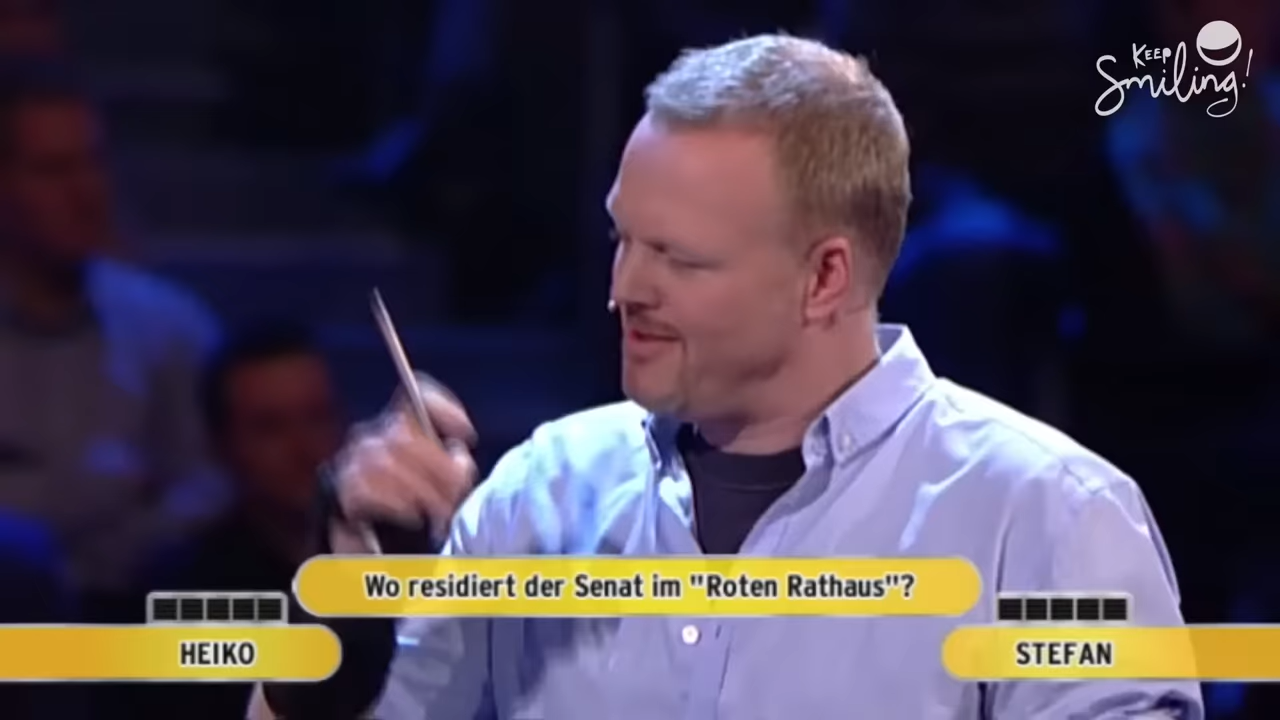 KEEP
Smiling!
Wo residiert der Senat im "Roten Rathaus"?
HEIKO
STEFAN